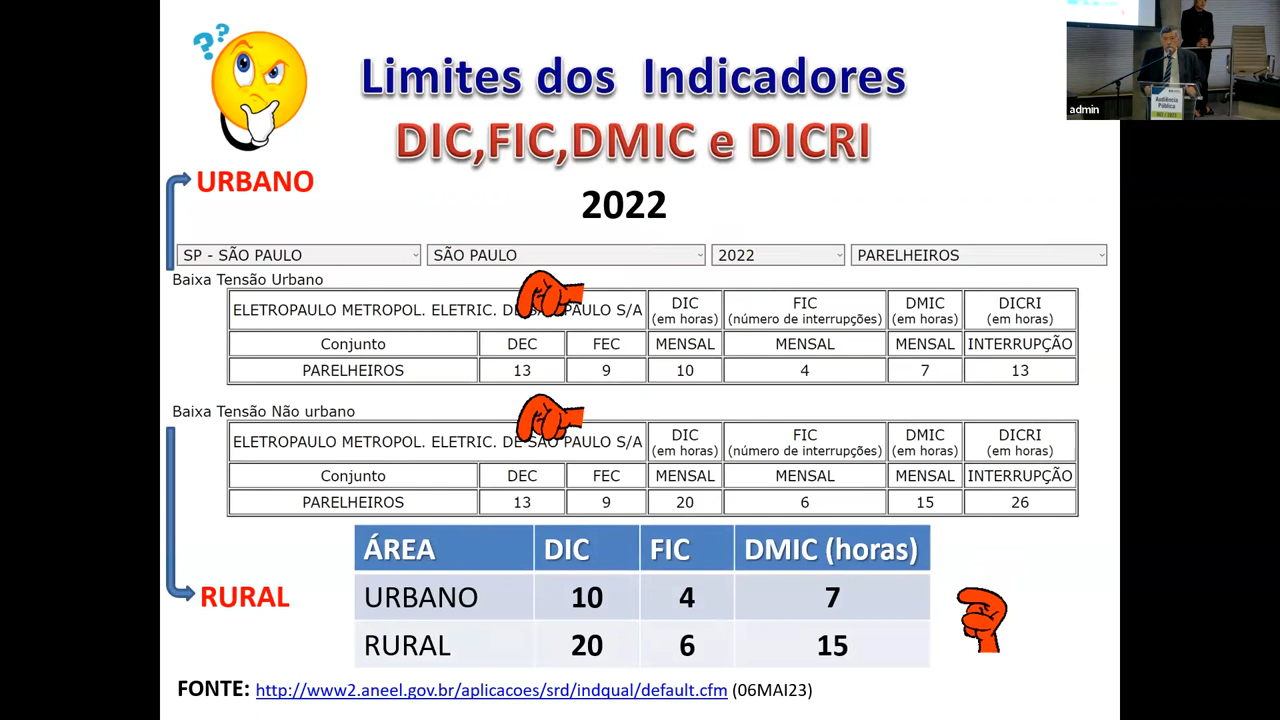 ??
Limites dos Indicadores
DIC,FIC,DMIC e DICRI
URBANO
2022
SP - SÃO PAULO SÃO PAULO 2022 PARELHEIROS
Baixa Tensão Urbano
ELETROPAULO METROPOL. ELETRIC. PAULO S/A DIC (em horas) FIC (número de interrupções) DMIC (em horas) DICRI (em horas)
Conjunto DEC FEC MENSAL MENSAL MENSAL INTERRUPÇÃO
PARELHEIROS 13 9 10 4 7 13
Baixa Tensão Não urbano
ELETROPAULO METROPOL. ELETRIC. DE SÃO PAULO S/A DIC (em horas) FIC (número de interrupções) DMIC (em horas) DICRI (em horas)
Conjunto DEC FEC MENSAL MENSAL MENSAL INTERRUPÇÃO
PARELHEIROS 13 9 20 6 15 26
ÁREA DIC FIC DMIC (horas)
URBANO 10 4 7
RURAL 20 6 15
RURAL
FONTE: http://www2.aneel.gov.br/aplicacoes/srd/indqual/default.cfm (06MAI23)
admin
Audiência
Pública